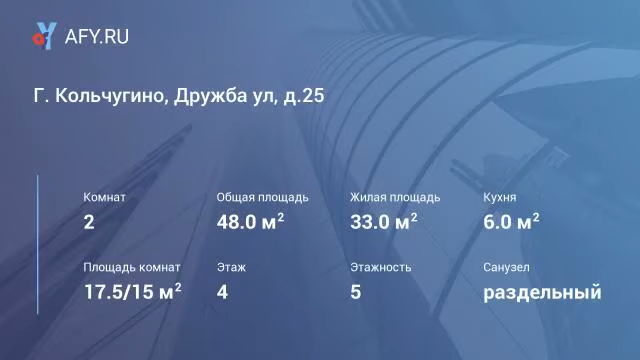 AFY.RU
Г. Кольчугино, Дружба ул, д.25
Комнат Общая площадь Жилая площадь Кухня
2 48.0 м² 33.0 м² 6.0 м²
Площадь комнат Этаж Этажность Санузел
17.5/15 м² 4 5 раздельный